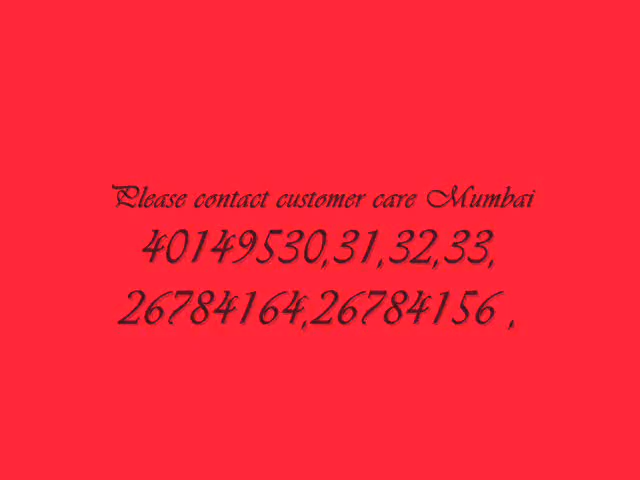 Please contact customer care Mumbai
40149530,31,32,33,
26784164,26784156 ,